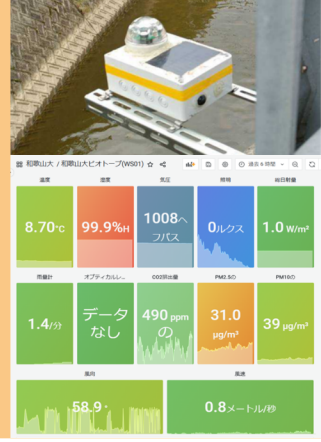 和歌山大 / 和歌山大ビオトープ(WS01)
過去6時間
温度 湿度 気圧 照明 総日射量
8.70°C 99.9%H 1008ヘクトパス 0ルクス 1.0 W/m²
雨量計 オプティカルレ... CO2排出量 PM2.5の PM10の
1.4/分 データなし 490 ppmの 31.0 µg/m³ 39 µg/m³
風向 風速
58.9° 0.8メートル/秒